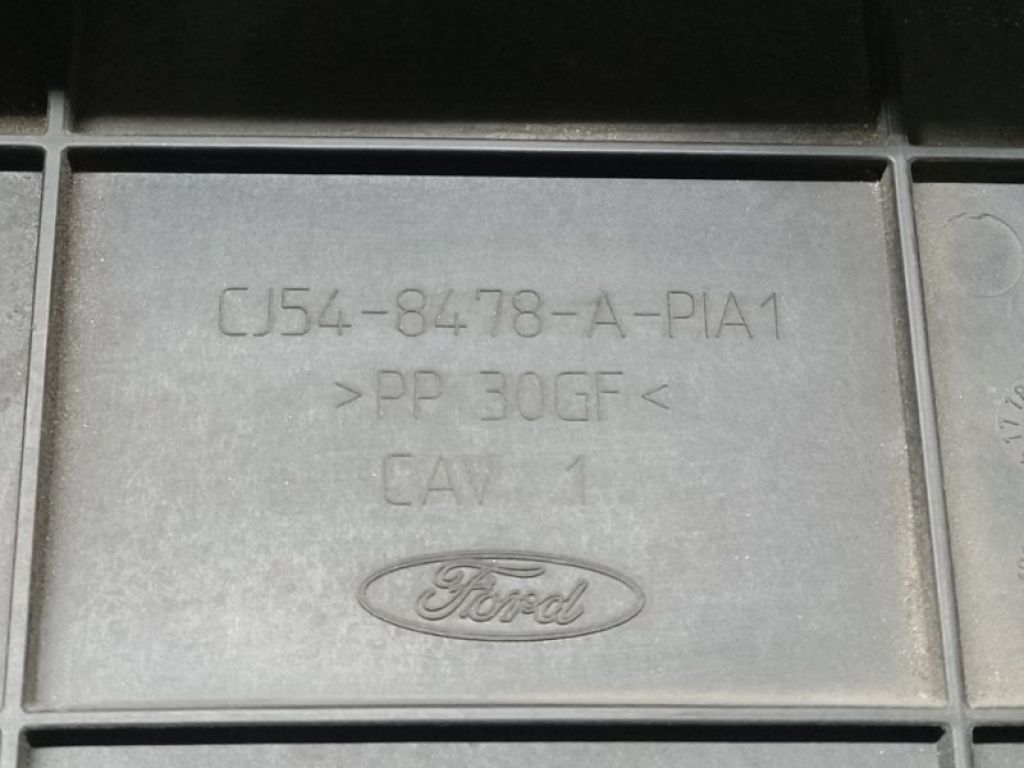 CJ54-8478-A-PIA1
>PP 30GF<
CAV 1
Ford